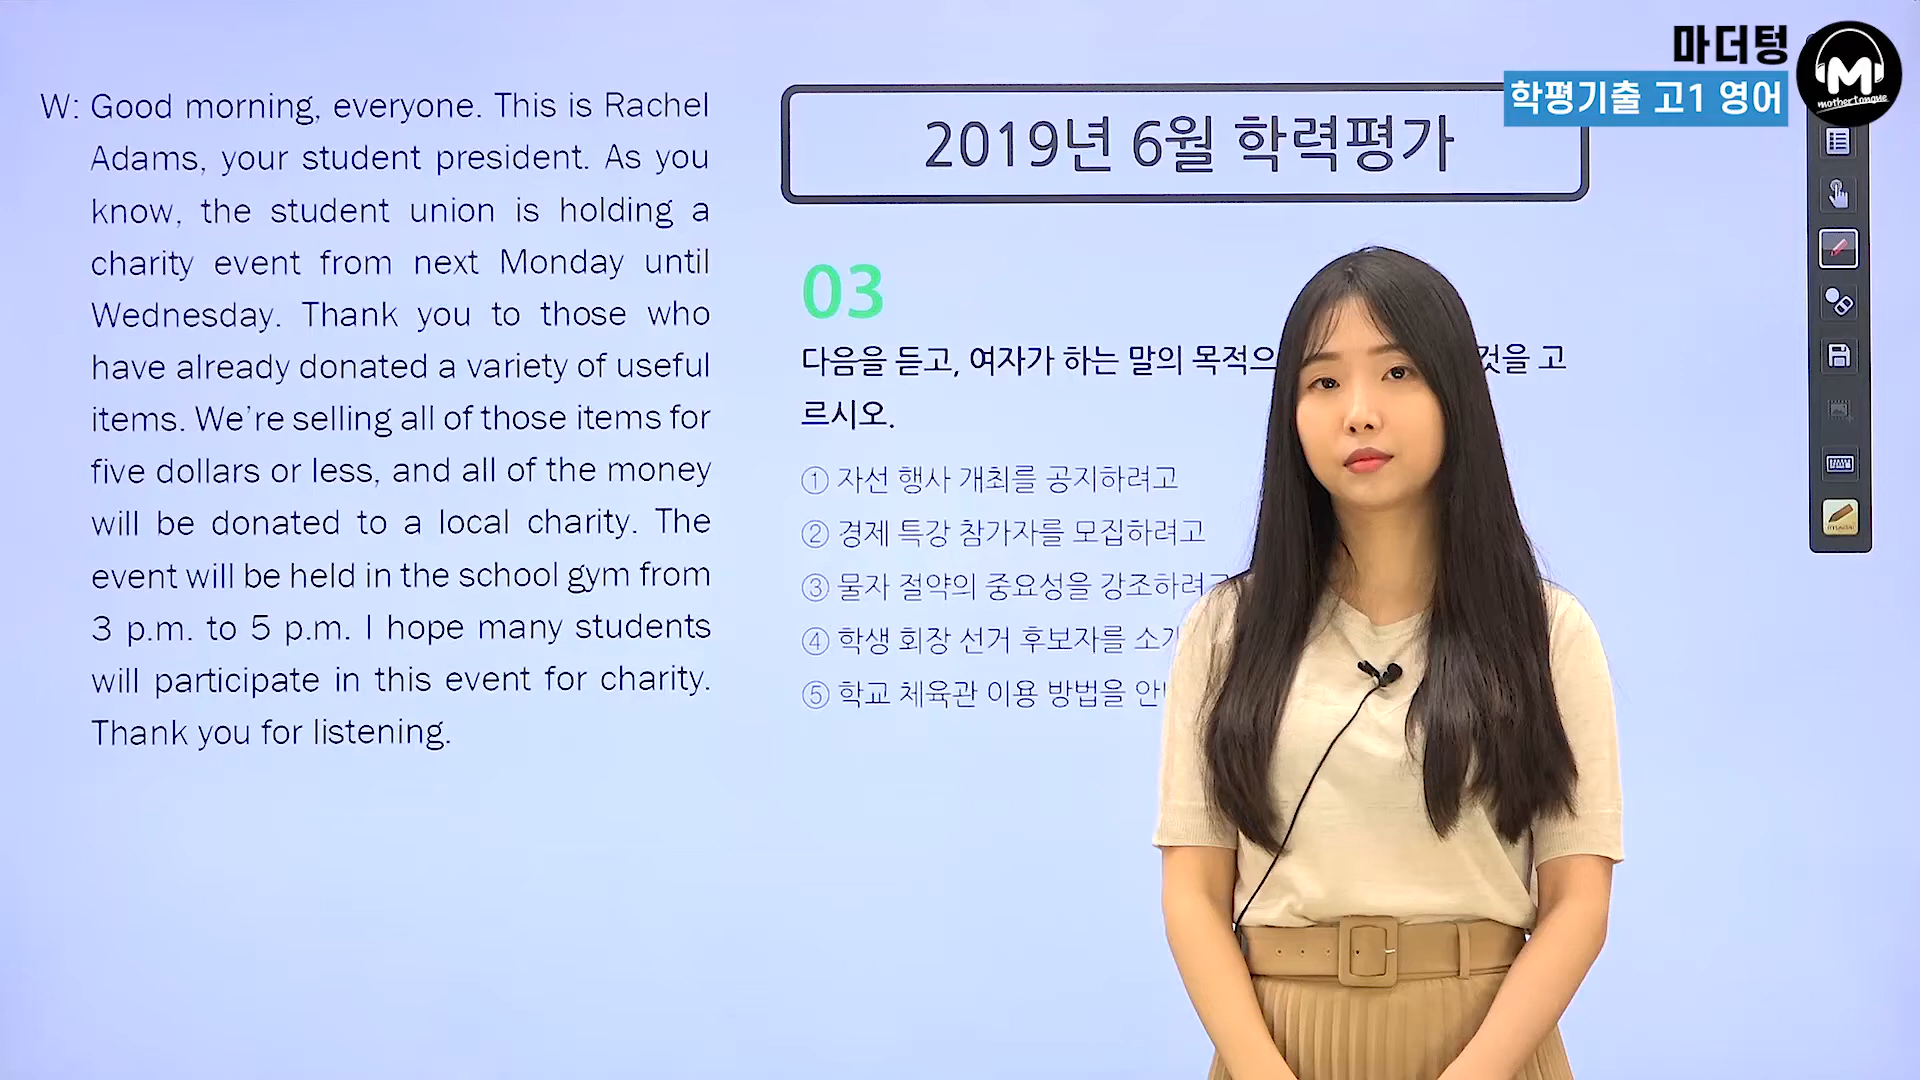 마더텅
학평기출 고1 영어
M
mothertongue
W: Good morning, everyone. This is Rachel
Adams, your student president. As you
know, the student union is holding a
charity event from next Monday until
Wednesday. Thank you to those who
have already donated a variety of useful
items. We're selling all of those items for
five dollars or less, and all of the money
will be donated to a local charity. The
event will be held in the school gym from
3 p.m. to 5 p.m. I hope many students
will participate in this event for charity.
Thank you for listening.
2019년 6월 학력평가
03
다음을 듣고, 여자가 하는 말의 목적으 것을 고
르시오.
① 자선 행사 개최를 공지하려고
② 경제 특강 참가자를 모집하려고
③ 물자 절약의 중요성을 강조하려고
④ 학생 회장 선거 후보자를 소개
⑤ 학교 체육관 이용 방법을 안